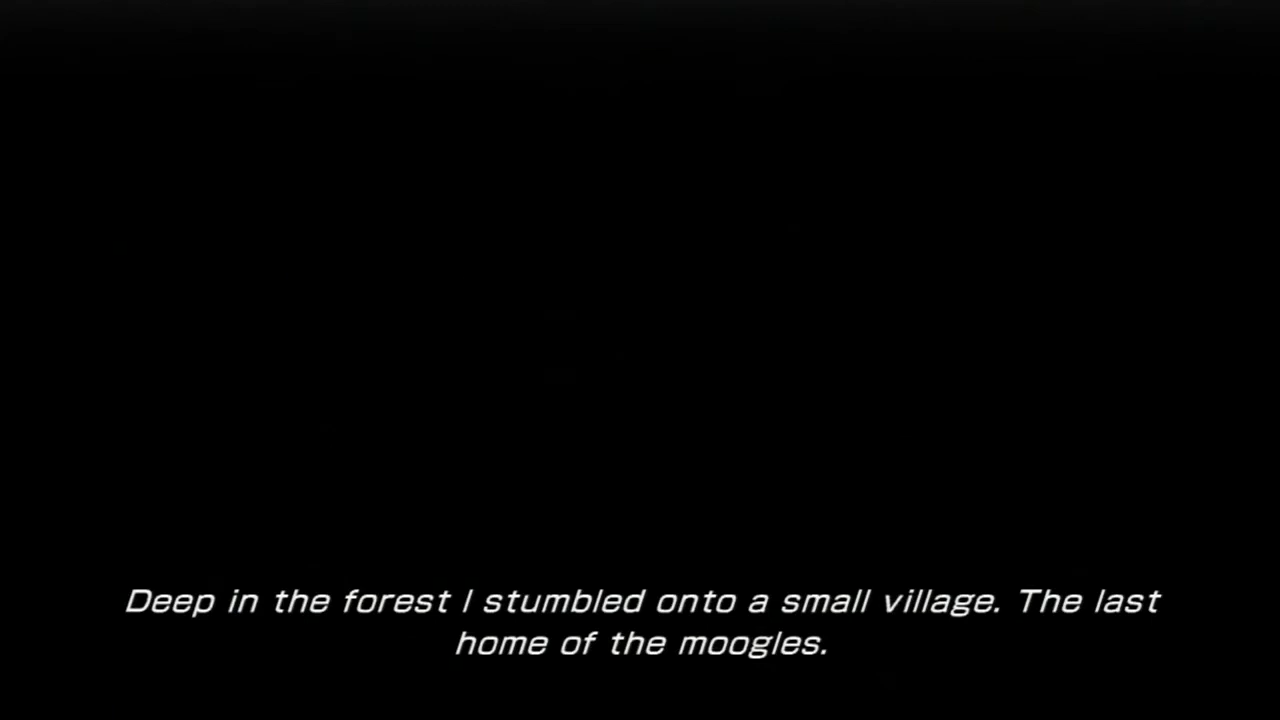 Deep in the forest I stumbled onto a small village. The last
home of the moogles.